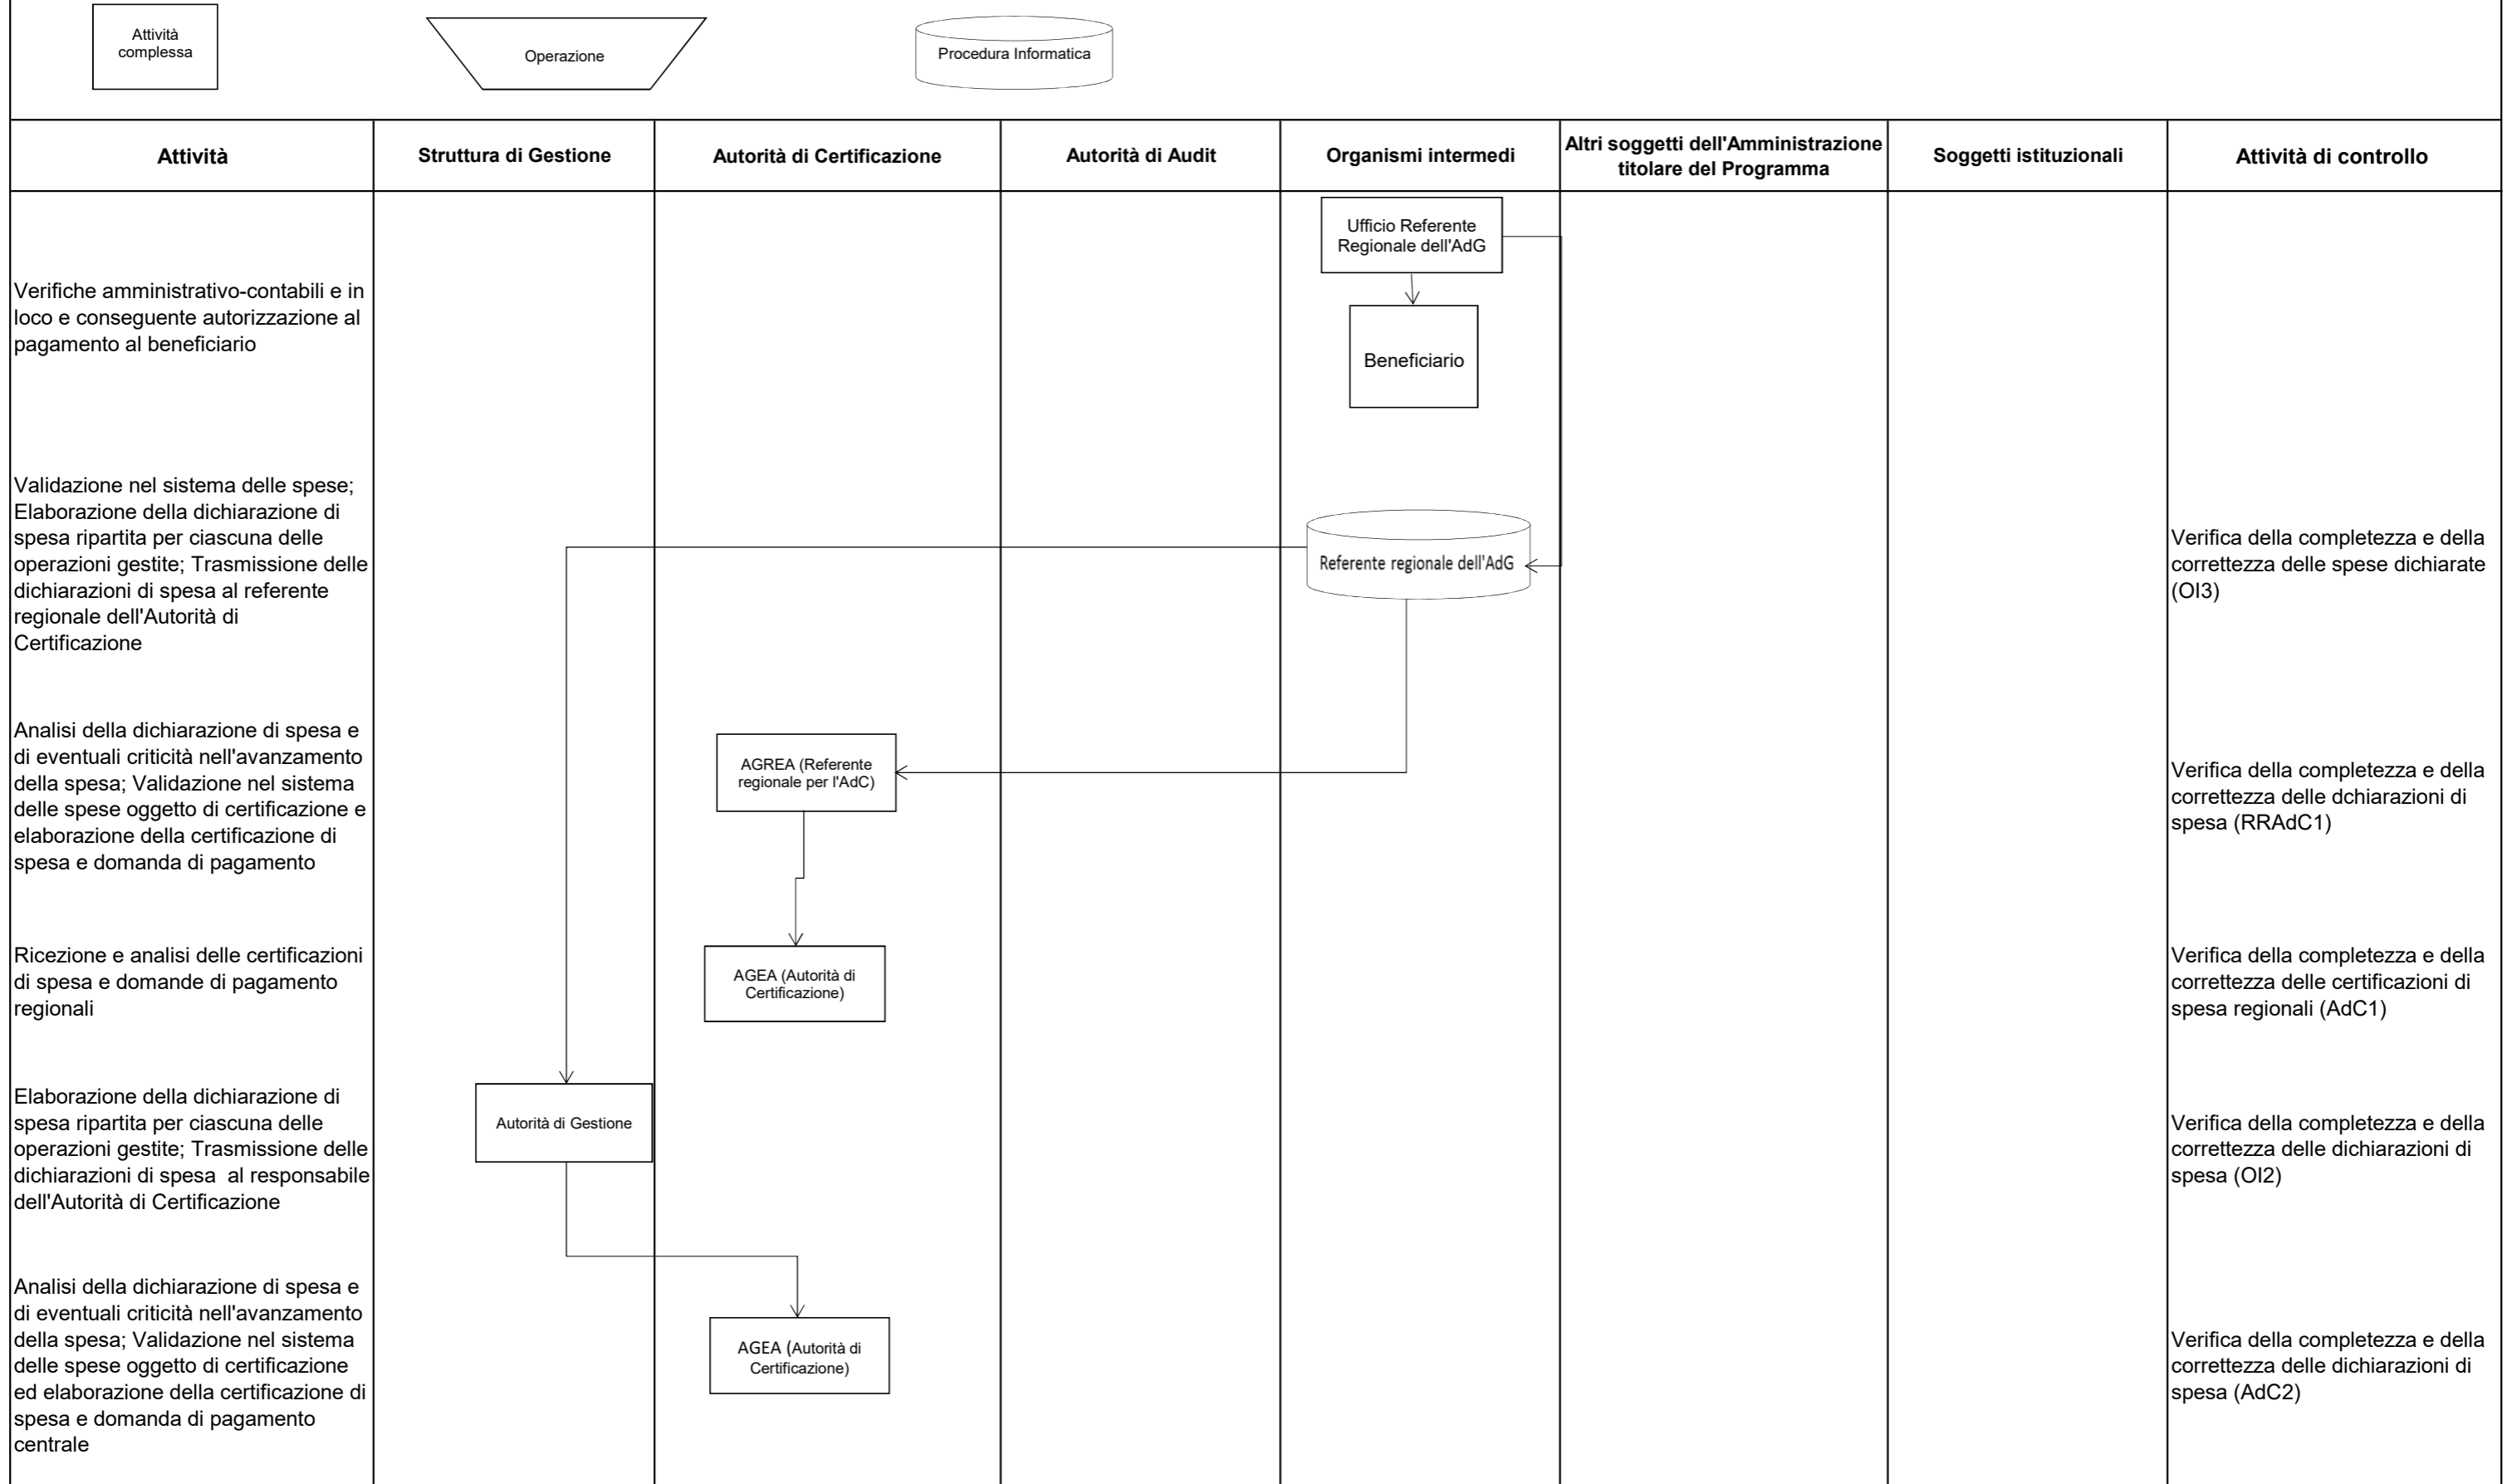 Attività
complessa
Operazione
Procedura Informatica
Attività
Struttura di Gestione
Autorità di Certificazione
Autorità di Audit
Organismi intermedi
Altri soggetti dell'Amministrazione
titolare del Programma
Soggetti istituzionali
Attività di controllo
Verifiche amministrativo-contabili e in
loco e conseguente autorizzazione al
pagamento al beneficiario
Ufficio Referente
Regionale dell'AdG
Beneficiario
Validazione nel sistema delle spese;
Elaborazione della dichiarazione di
spesa ripartita per ciascuna delle
operazioni gestite; Trasmissione delle
dichiarazioni di spesa al referente
regionale dell'Autorità di
Certificazione
Referente regionale dell'AdG
Verifica della completezza e della
correttezza delle spese dichiarate
(OI3)
Analisi della dichiarazione di spesa e
di eventuali criticità nell'avanzamento
della spesa; Validazione nel sistema
delle spese oggetto di certificazione e
elaborazione della certificazione di
spesa e domanda di pagamento
AGREA (Referente
regionale per l'AdC)
Verifica della completezza e della
correttezza delle dchiarazioni di
spesa (RRAdC1)
Ricezione e analisi delle certificazioni
di spesa e domande di pagamento
regionali
AGEA (Autorità di
Certificazione)
Verifica della completezza e della
correttezza delle certificazioni di
spesa regionali (AdC1)
Elaborazione della dichiarazione di
spesa ripartita per ciascuna delle
operazioni gestite; Trasmissione delle
dichiarazioni di spesa  al responsabile
dell'Autorità di Certificazione
Autorità di Gestione
Verifica della completezza e della
correttezza delle dichiarazioni di
spesa (OI2)
Analisi della dichiarazione di spesa e
di eventuali criticità nell'avanzamento
della spesa; Validazione nel sistema
delle spese oggetto di certificazione
ed elaborazione della certificazione di
spesa e domanda di pagamento
centrale
AGEA (Autorità di
Certificazione)
Verifica della completezza e della
correttezza delle dichiarazioni di
spesa (AdC2)